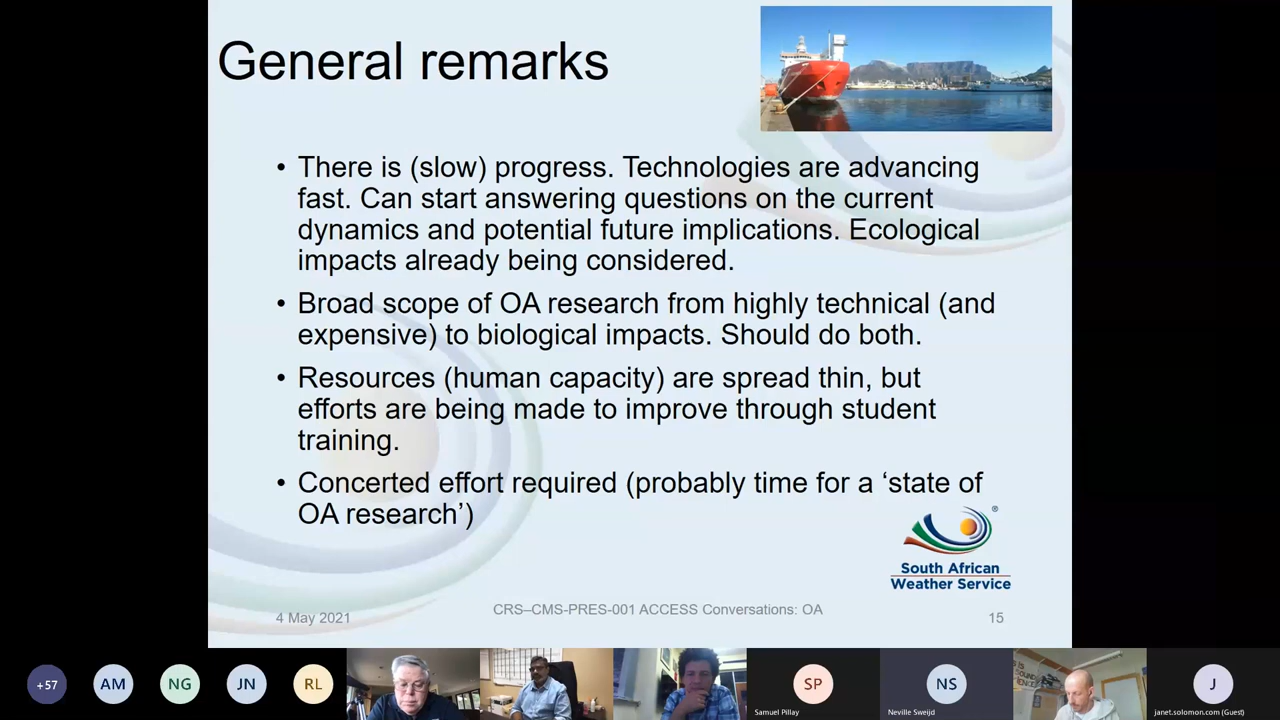 General remarks
• There is (slow) progress. Technologies are advancing
fast. Can start answering questions on the current
dynamics and potential future implications. Ecological
impacts already being considered.
• Broad scope of OA research from highly technical (and
expensive) to biological impacts. Should do both.
• Resources (human capacity) are spread thin, but
efforts are being made to improve through student
training.
• Concerted effort required (probably time for a ‘state of
OA research’)
®
South African
Weather Service
4 May 2021
CRS–CMS-PRES-001 ACCESS Conversations: OA
15
+57
AM
NG
JN
RL
SP
NS
J
Samuel Pillay
Neville Sweijd
janet.solomon.com (Guest)